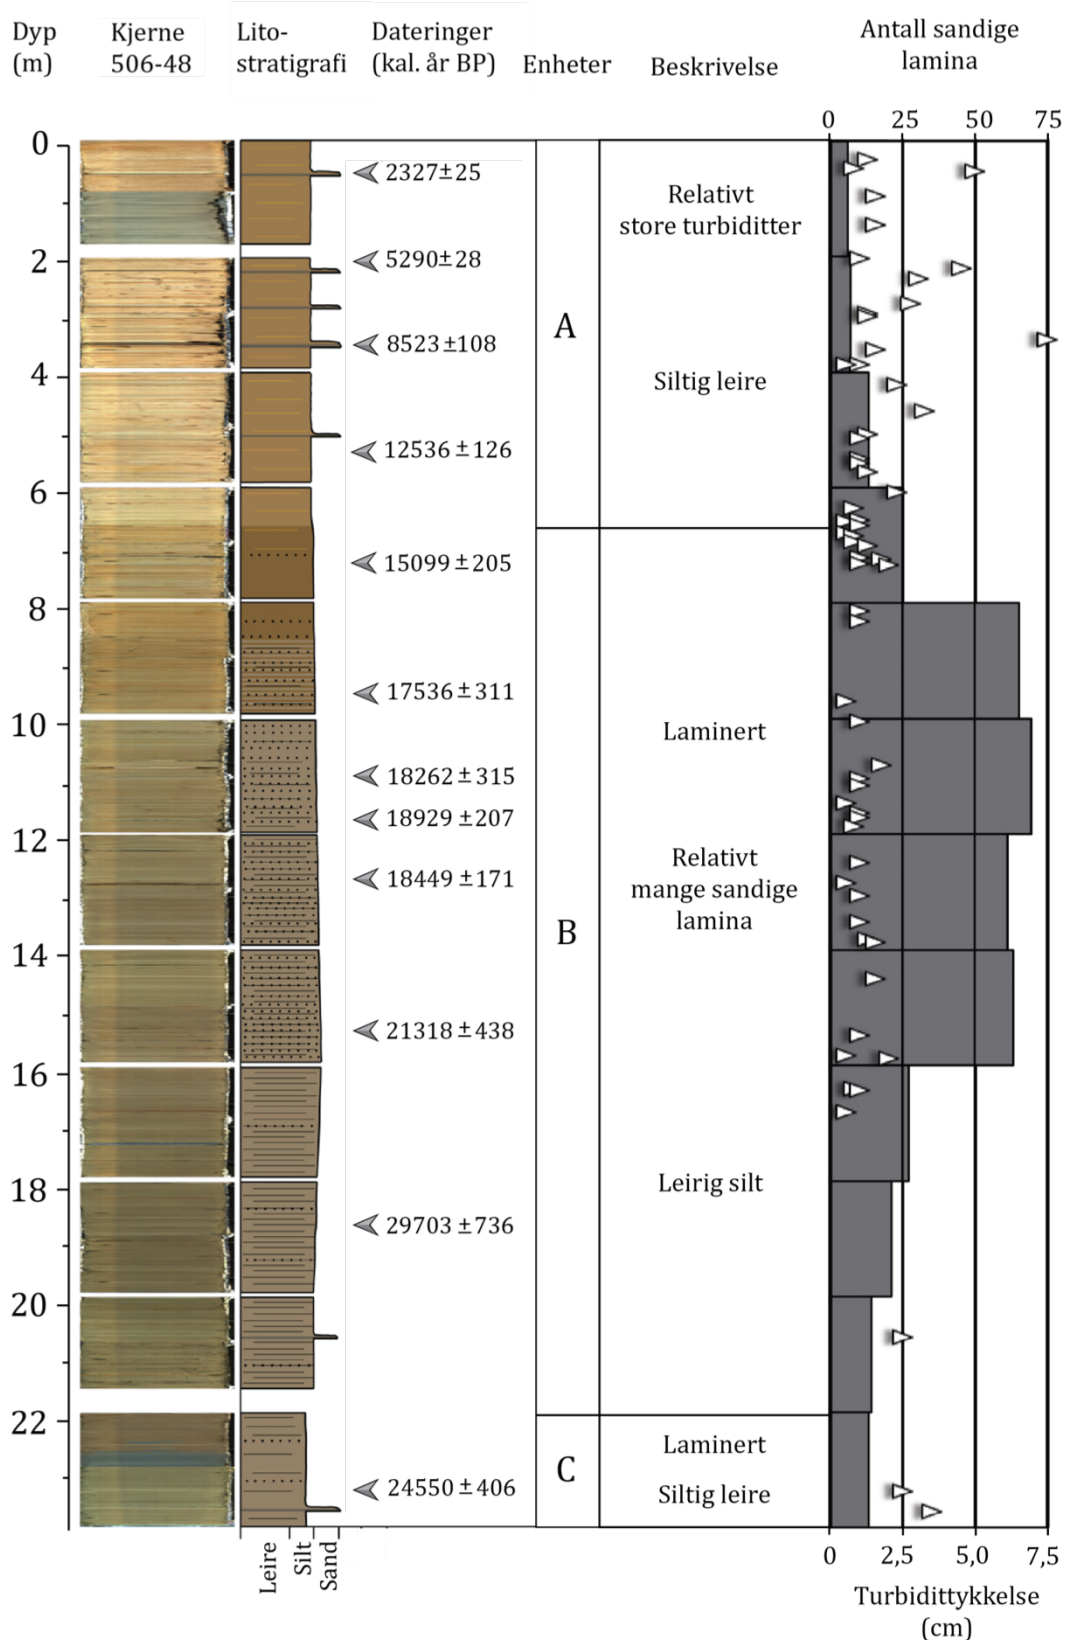 Dyp
(m)
Kjerne
506-48
Lito-
stratigrafi
Dateringer
(kal. år BP)
Enheter
Beskrivelse
Antall sandige
lamina
0
25
50
75
0
2
4
6
8
10
12
14
16
18
20
22
2327±25
5290±28
8523±108
12536±126
15099±205
17536±311
18262±315
18929±207
18449±171
21318±438
29703±736
24550±406
A
B
C
Relativt
store turbiditter
Siltig leire
Laminert
Relativt
mange sandige
lamina
Leirig silt
Laminert
Siltig leire
Leire
Silt
Sand
0
2,5
5,0
7,5
Turbidittykkelse
(cm)